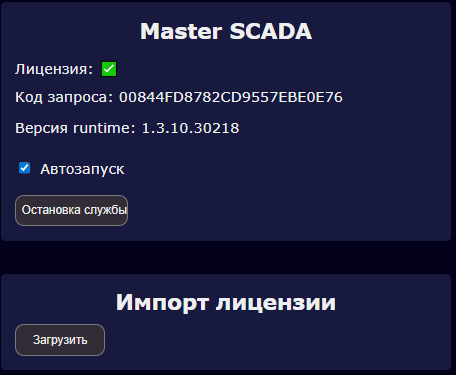 Master SCADA
Лицензия:
Код запроса: 00844FD8782CD9557EBE0E76
Версия runtime: 1.3.10.30218
Автозапуск
Остановка службы
Импорт лицензии
Загрузить